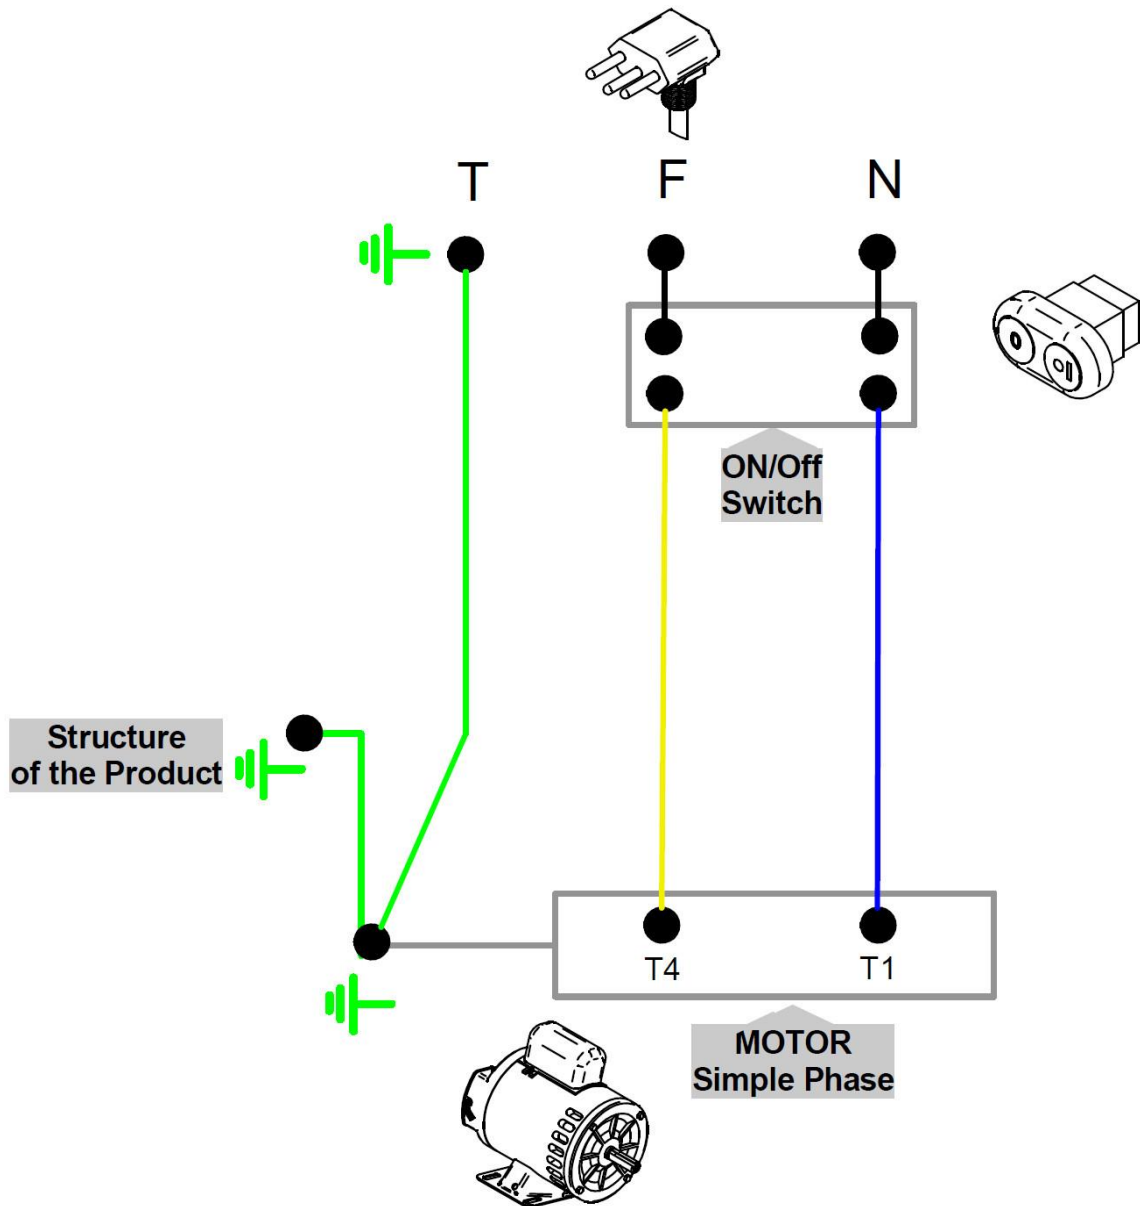 T F N
ON/Off
Switch
Structure
of the Product
T4 T1
MOTOR
Simple Phase